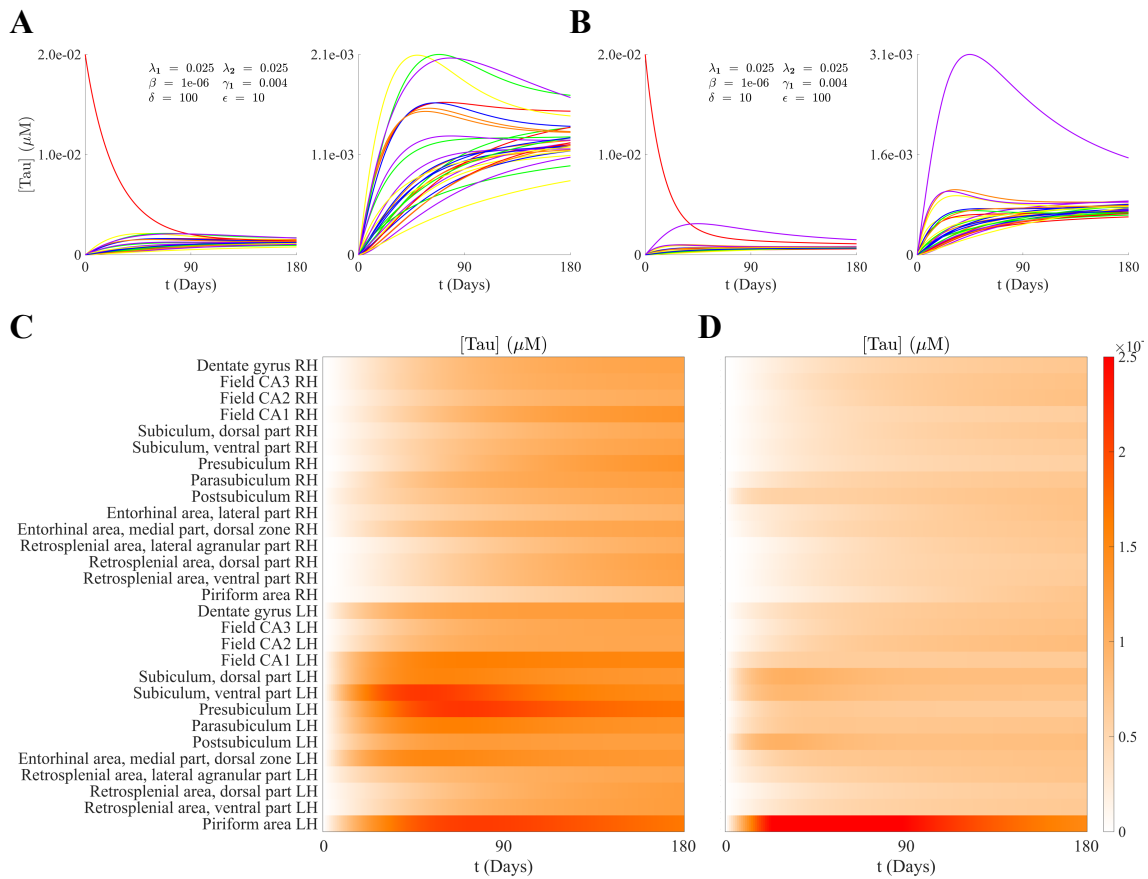 A
B
2.0e-02
1.0e-02
0
[Tau] (μM)
λ₁ = 0.025 λ₂ = 0.025
β = 1e-06 γ₁ = 0.004
δ = 100 ϵ = 10
0 90 180
t (Days)
2.1e-03
1.1e-03
0
0 90 180
t (Days)
2.0e-02
1.0e-02
0
λ₁ = 0.025 λ₂ = 0.025
β = 1e-06 γ₁ = 0.004
δ = 10 ϵ = 100
0 90 180
t (Days)
3.1e-03
1.6e-03
0
0 90 180
t (Days)
C
D
[Tau] (μM)
[Tau] (μM)
Dentate gyrus RH
Field CA3 RH
Field CA2 RH
Field CA1 RH
Subiculum, dorsal part RH
Subiculum, ventral part RH
Presubiculum RH
Parasubiculum RH
Postsubiculum RH
Entorhinal area, lateral part RH
Entorhinal area, medial part, dorsal zone RH
Retrosplenial area, lateral agranular part RH
Retrosplenial area, dorsal part RH
Retrosplenial area, ventral part RH
Piriform area RH
Dentate gyrus LH
Field CA3 LH
Field CA2 LH
Field CA1 LH
Subiculum, dorsal part LH
Subiculum, ventral part LH
Presubiculum LH
Parasubiculum LH
Postsubiculum LH
Entorhinal area, medial part, dorsal zone LH
Retrosplenial area, lateral agranular part LH
Retrosplenial area, dorsal part LH
Retrosplenial area, ventral part LH
Piriform area LH
0 90 180
t (Days)
0 90 180
t (Days)
2.5
2
1.5
1
0.5
0